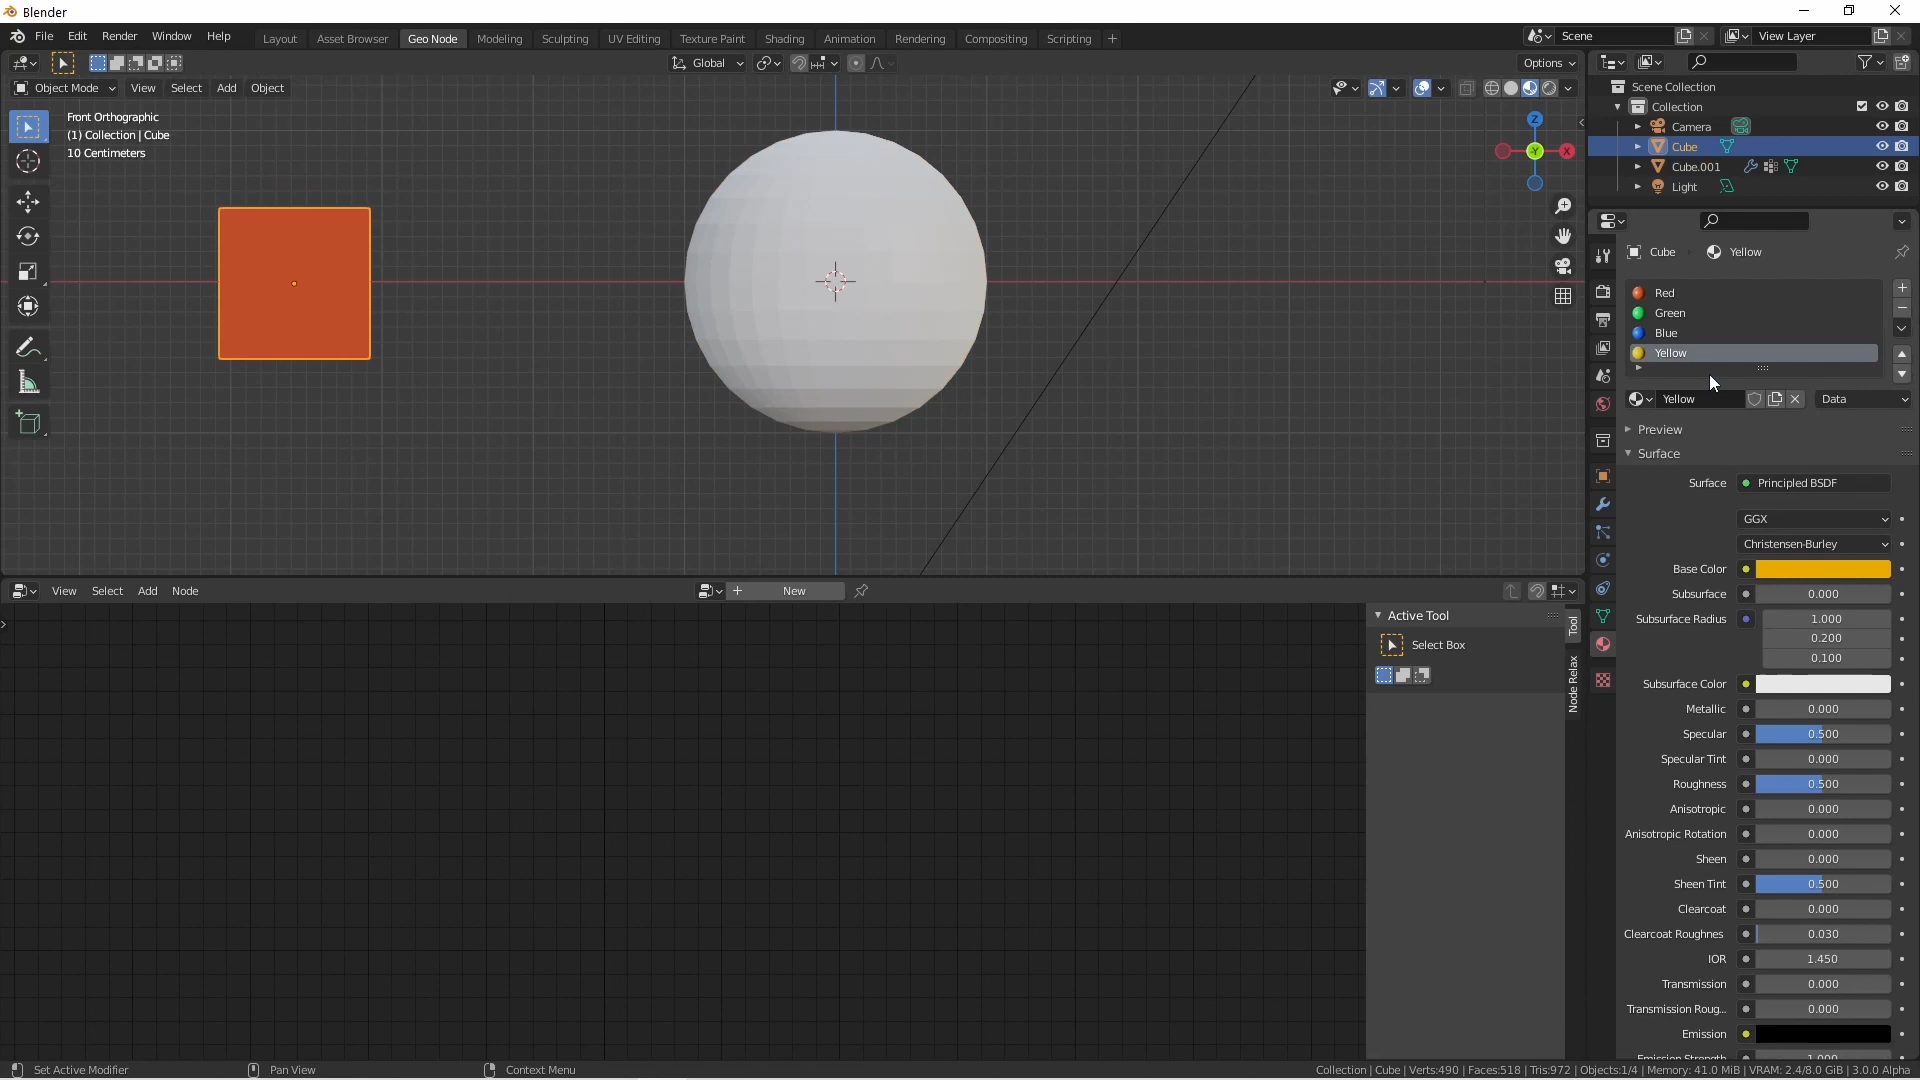 Blender
File Edit Render Window Help Layout Asset Browser Geo Node Modeling Sculpting UV Editing Texture Paint Shading Animation Rendering Compositing Scripting + Scene View Layer
Global Options
Object Mode View Select Add Object
Front Orthographic
(1) Collection | Cube
10 Centimeters
Z
Y
X
Scene Collection
Collection
Camera
Cube
Cube.001
Light
Cube Yellow
Red
Green
Blue
Yellow
Yellow Data
Preview
Surface
Surface Principled BSDF
GGX
Christensen-Burley
Base Color
Subsurface 0.000
Subsurface Radius 1.000
0.200
0.100
Subsurface Color
Metallic 0.000
Specular 0.500
Specular Tint 0.000
Roughness 0.500
Anisotropic 0.000
Anisotropic Rotation 0.000
Sheen 0.000
Sheen Tint 0.500
Clearcoat 0.000
Clearcoat Roughnes 0.030
IOR 1.450
Transmission 0.000
Transmission Roug... 0.000
Emission
Emission Strength 1.000
View Select Add Node + New
Active Tool
Select Box
Tool
Node Relax
Set Active Modifier Pan View Context Menu Collection | Cube | Verts:490 | Faces:518 | Tris:972 | Objects:1/4 | Memory: 41.0 MiB | VRAM: 2.4/8.0 GiB | 3.0.0 Alpha